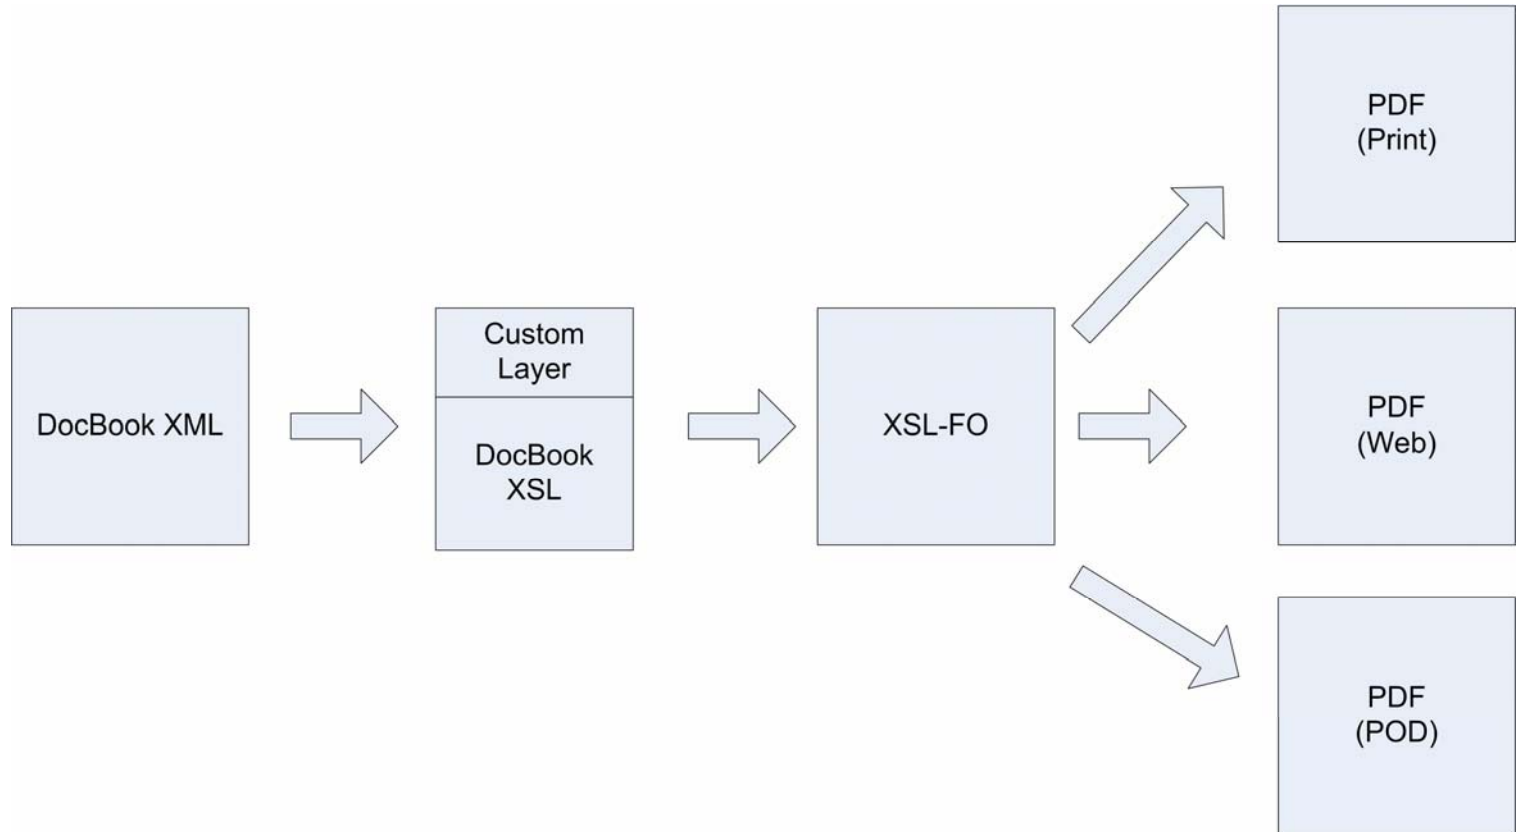 DocBook XML
Custom
Layer
DocBook
XSL
XSL-FO
PDF
(Print)
PDF
(Web)
PDF
(POD)